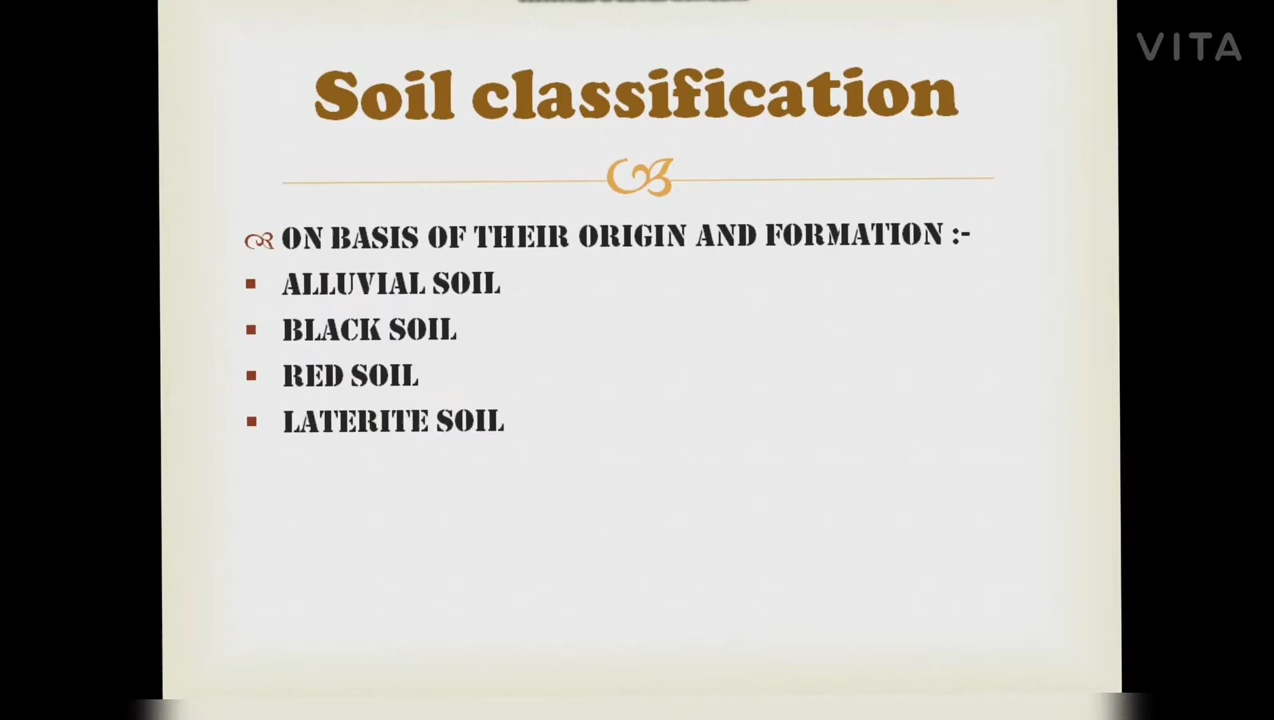 VITA
Soil classification
ON BASIS OF THEIR ORIGIN AND FORMATION :-
ALLUVIAL SOIL
BLACK SOIL
RED SOIL
LATERITE SOIL